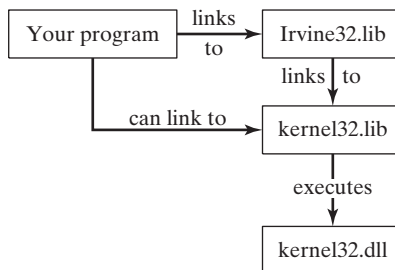 Your program
links
to
Irvine32.lib
links to
can link to
kernel32.lib
executes
kernel32.dll